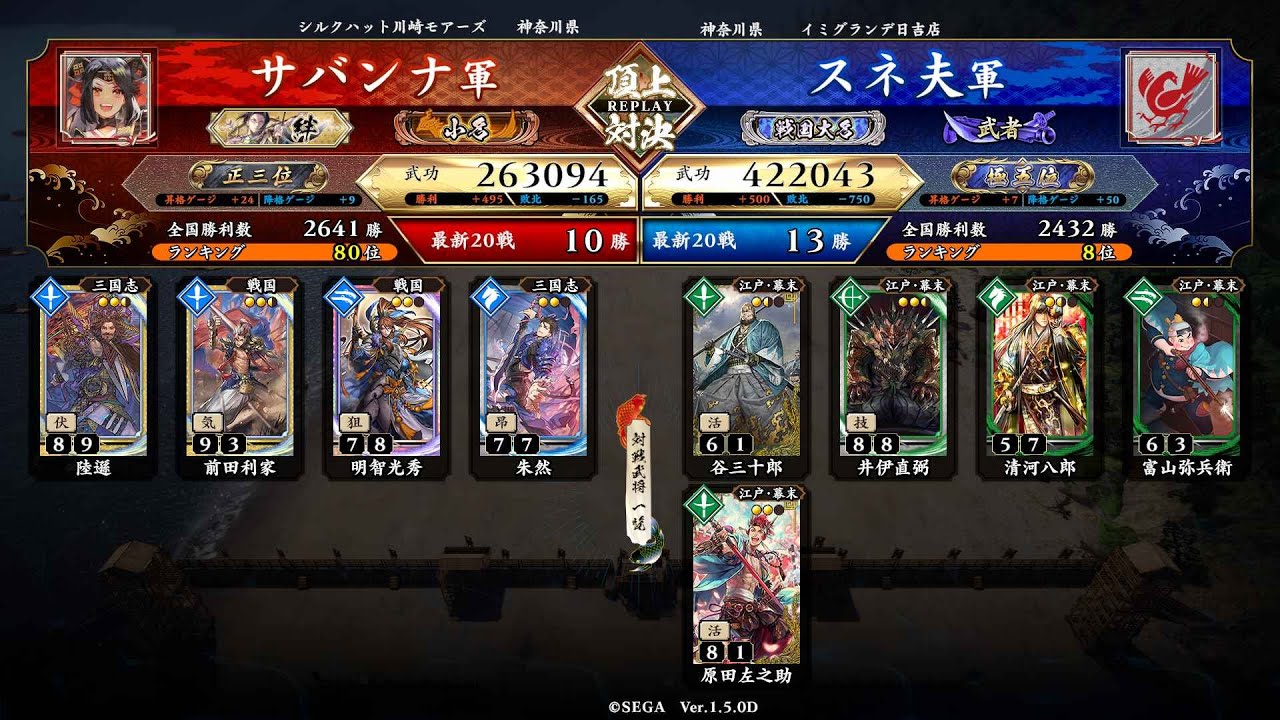 シルクハット川崎モアーズ 神奈川県
神奈川県 イミグランデ日吉店
サバンナ軍
頂上
REPLAY
対決
スネ夫軍
絆
小名
戦国大名
武者
正三位
武功 263094
武功 422043
極五位
昇格ゲージ +24 降格ゲージ +9
勝利 +495 敗北 -165
勝利 +500 敗北 -750
昇格ゲージ +7 降格ゲージ +50
全国勝利数 2641勝
ランキング 80位
最新20戦 10勝
最新20戦 13勝
全国勝利数 2432勝
ランキング 8位
三国志
伏
8 9
陸遜
戦国
気
9 3
前田利家
戦国
狙
7 8
明智光秀
三国志
昂
7 7
朱然
対戦武将一覧
江戸・幕末
活
6 1
谷三十郎
江戸・幕末
技
8 8
井伊直弼
江戸・幕末
5 7
清河八郎
江戸・幕末
6 3
富山弥兵衛
江戸・幕末
活
8 1
原田左之助
©SEGA Ver.1.5.0D